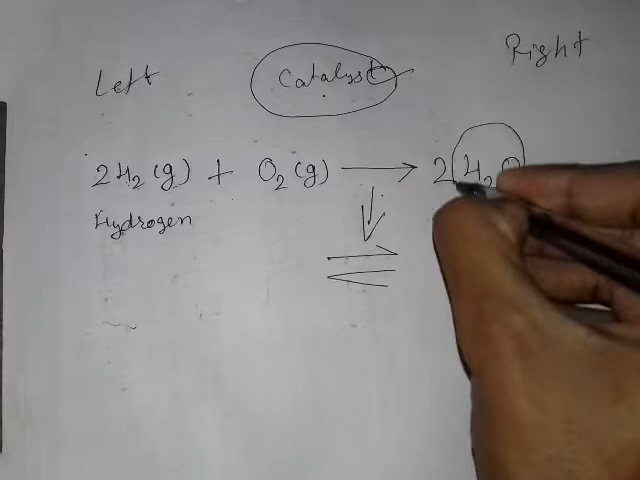 Left Catalyst Right
2H₂(g) + O₂(g) ⟶ 2H₂O
Hydrogen
⇌